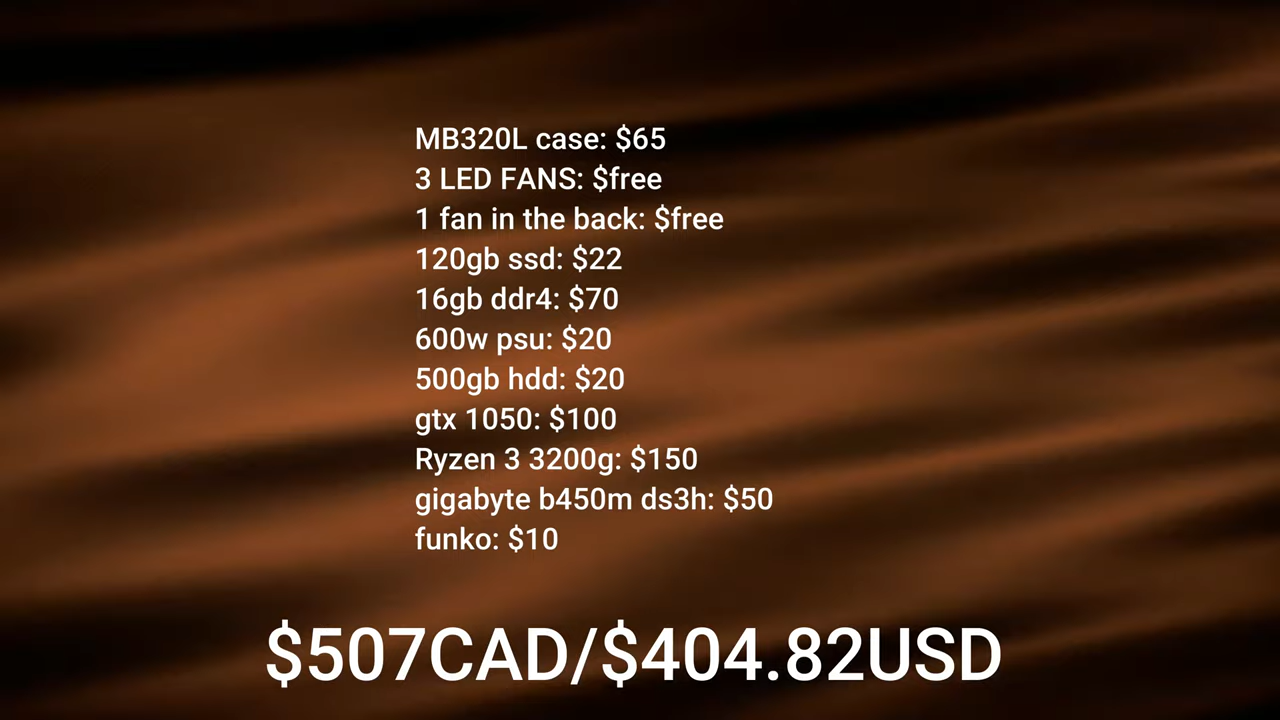 MB320L case: $65
3 LED FANS: $free
1 fan in the back: $free
120gb ssd: $22
16gb ddr4: $70
600w psu: $20
500gb hdd: $20
gtx 1050: $100
Ryzen 3 3200g: $150
gigabyte b450m ds3h: $50
funko: $10
$507CAD/$404.82USD